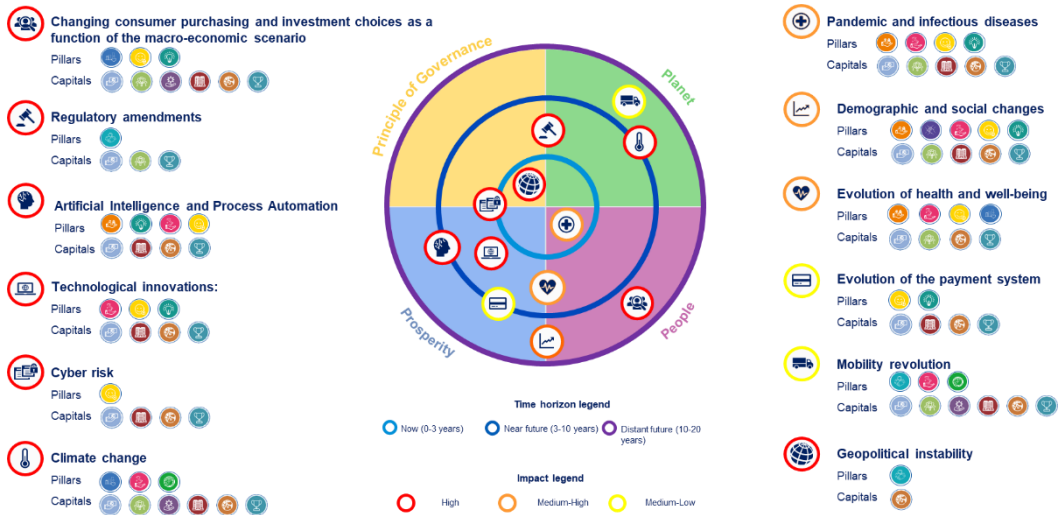 Changing consumer purchasing and investment choices as a
function of the macro-economic scenario
Pillars
Capitals
Regulatory amendments
Pillars
Capitals
Artificial Intelligence and Process Automation
Pillars
Capitals
Technological innovations:
Pillars
Capitals
Cyber risk
Pillars
Capitals
Climate change
Pillars
Capitals
Principle of Governance
Planet
Prosperity
People
Time horizon legend
Now (0-3 years)
Near future (3-10 years)
Distant future (10-20
years)
Impact legend
High
Medium-High
Medium-Low
Pandemic and infectious diseases
Pillars
Capitals
Demographic and social changes
Pillars
Capitals
Evolution of health and well-being
Pillars
Capitals
Evolution of the payment system
Pillars
Capitals
Mobility revolution
Pillars
Capitals
Geopolitical instability
Pillars
Capitals